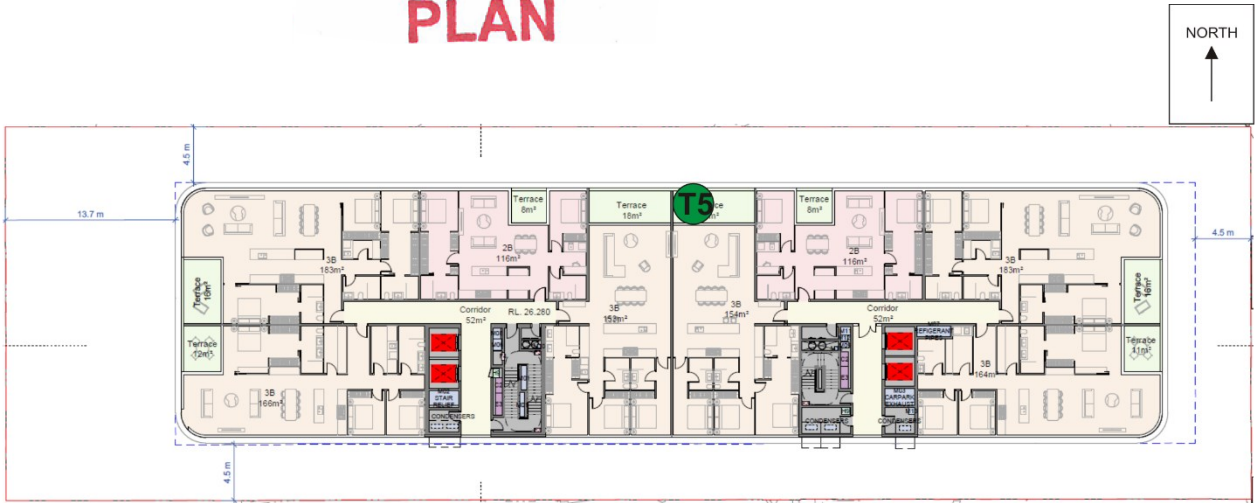 PLAN
NORTH
4.5 m
13.7 m
4.5 m
4.5 m
Terrace
8m²
Terrace
18m²
T5
Terrace
8m²
2B
116m²
2B
116m²
3B
183m²
3B
183m²
Terrace
16m²
Terrace
16m²
Corridor
52m²
RL. 26.280
3B
3B
154m²
Corridor
52m²
Terrace
12m²
Terrace
11m²
REFRIGERANT
PIPES
3B
166m²
3B
164m²
STAIR
RELIEF
CONDENSERS
CARPARK
EXHAUST
CONDENSERS
CONDENSERS